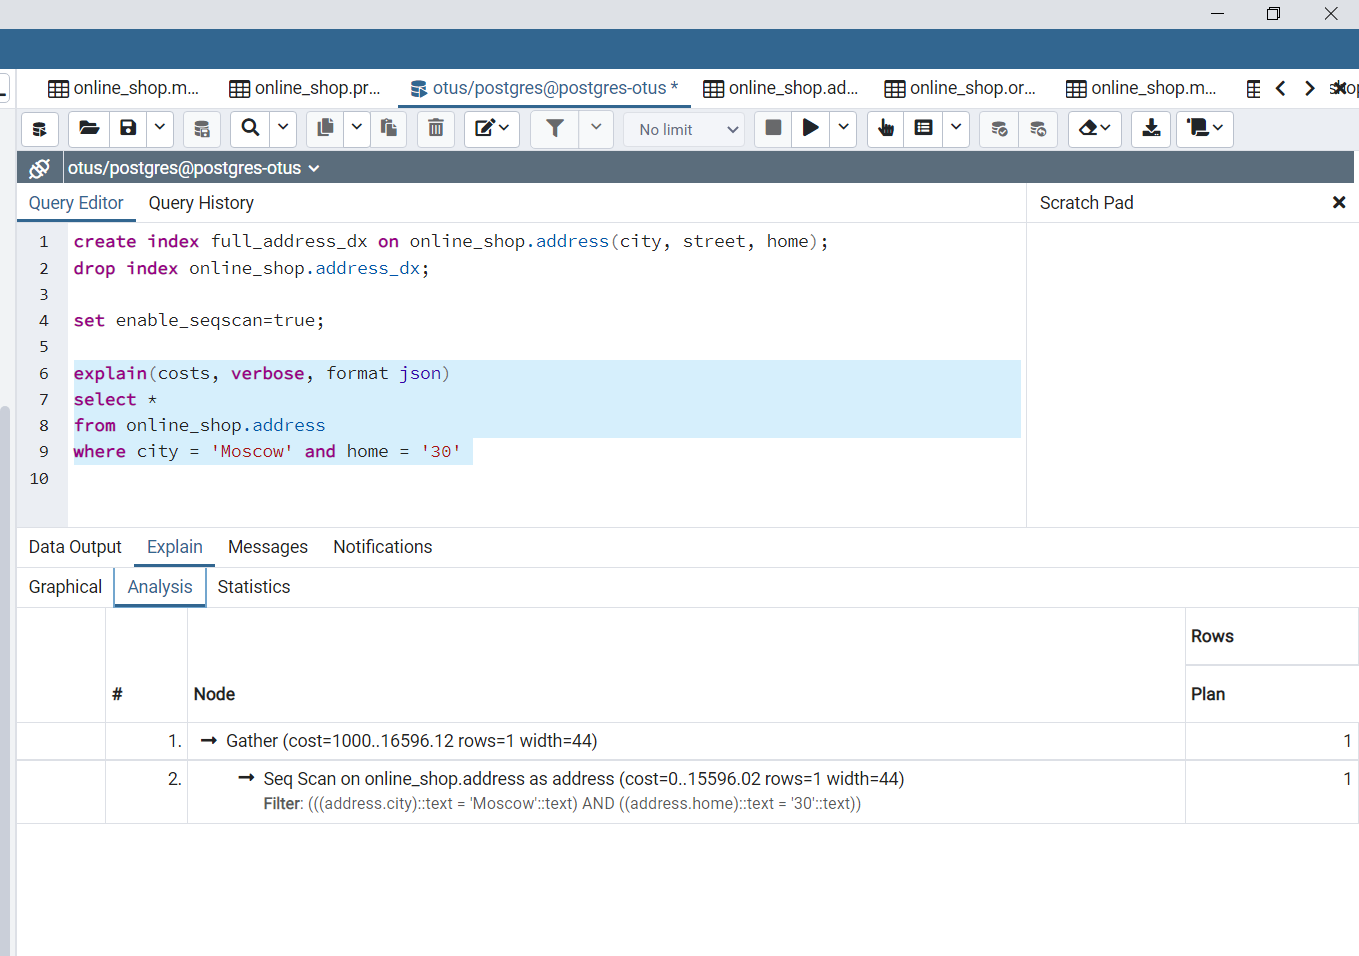 online_shop.m...
online_shop.pr...
otus/postgres@postgres-otus *
online_shop.ad...
online_shop.or...
online_shop.m...
No limit
otus/postgres@postgres-otus
Query Editor
Query History
Scratch Pad
1 create index full_address_dx on online_shop.address(city, street, home);
2 drop index online_shop.address_dx;
3
4 set enable_seqscan=true;
5
6 explain(costs, verbose, format json)
7 select *
8 from online_shop.address
9 where city = 'Moscow' and home = '30'
10
Data Output
Explain
Messages
Notifications
Graphical
Analysis
Statistics
# Node Rows
Plan
1. → Gather (cost=1000..16596.12 rows=1 width=44) 1
2. → Seq Scan on online_shop.address as address (cost=0..15596.02 rows=1 width=44) 1
Filter: (((address.city)::text = 'Moscow'::text) AND ((address.home)::text = '30'::text))